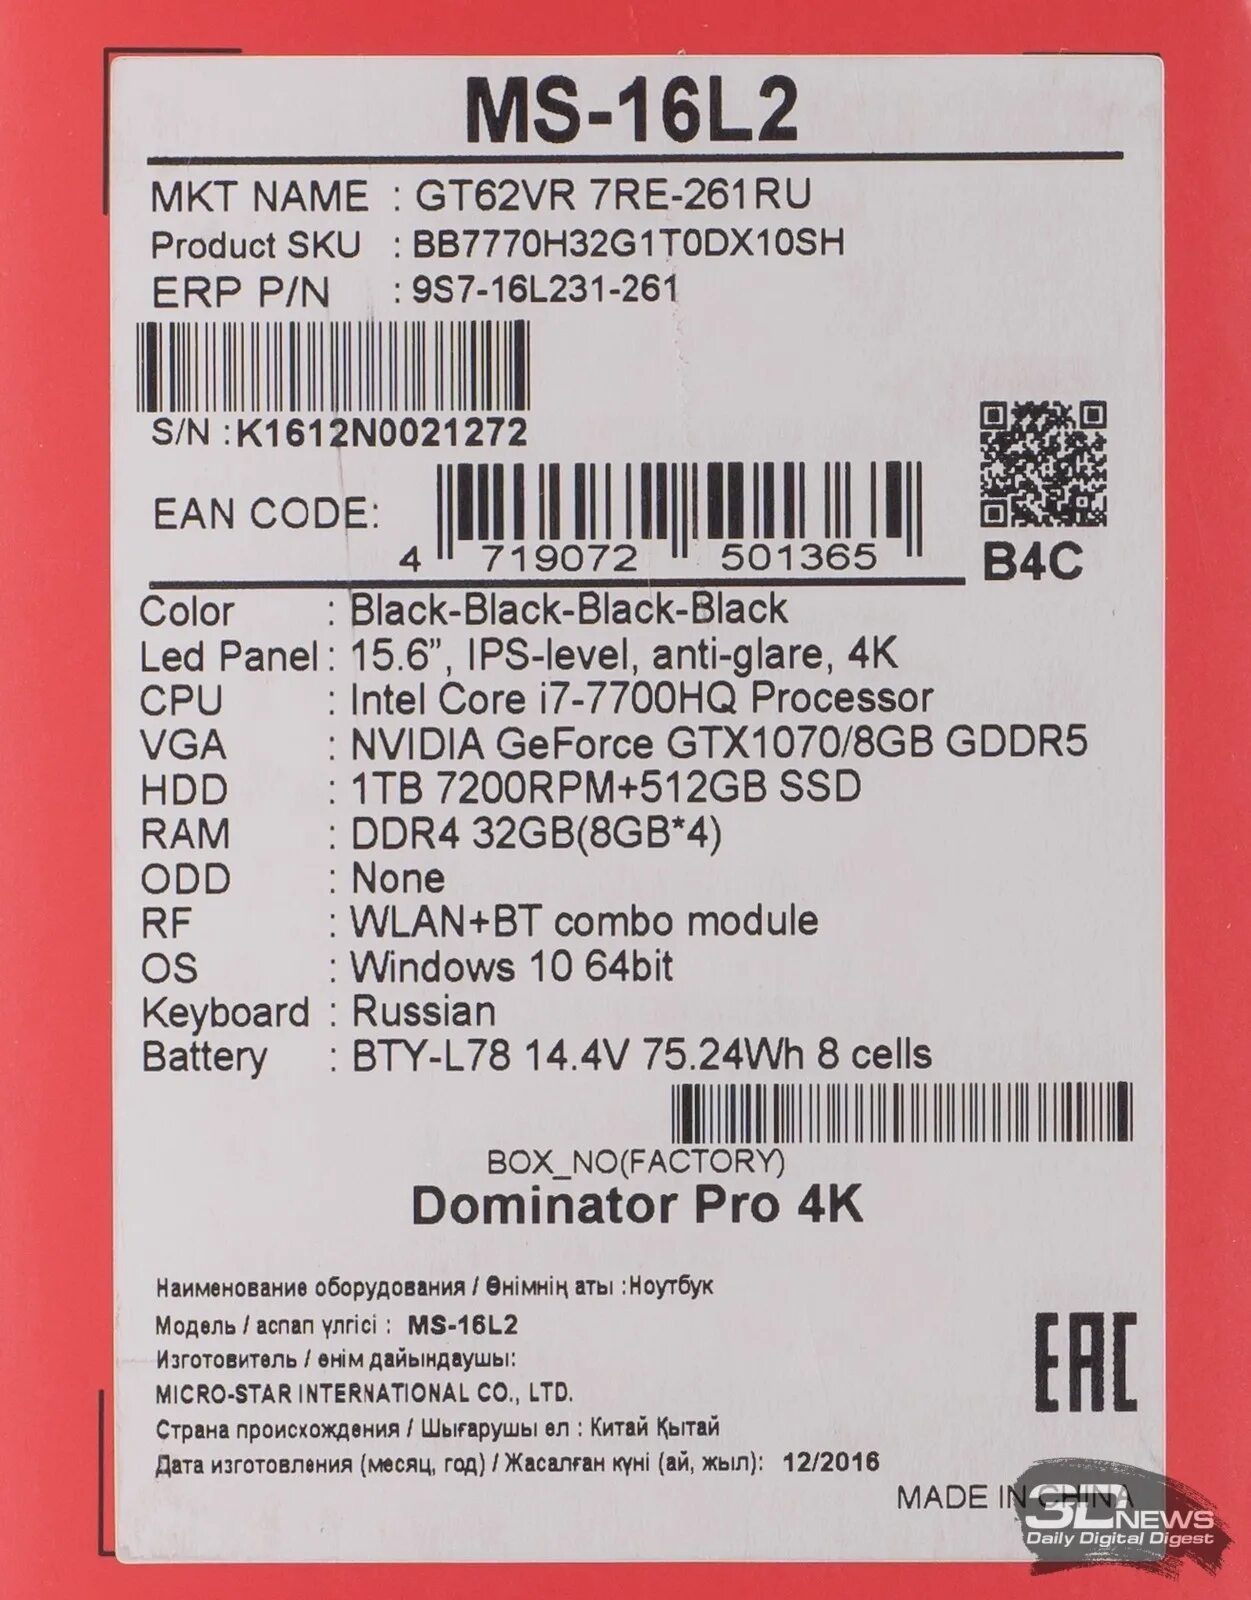 MS-16L2
MKT NAME : GT62VR 7RE-261RU
Product SKU : BB7770H32G1T0DX10SH
ERP P/N : 9S7-16L231-261
S/N :K1612N0021272
EAN CODE:
4 719072 501365
B4C
Color : Black-Black-Black-Black
Led Panel : 15.6”, IPS-level, anti-glare, 4K
CPU : Intel Core i7-7700HQ Processor
VGA : NVIDIA GeForce GTX1070/8GB GDDR5
HDD : 1TB 7200RPM+512GB SSD
RAM : DDR4 32GB(8GB*4)
ODD : None
RF : WLAN+BT combo module
OS : Windows 10 64bit
Keyboard : Russian
Battery : BTY-L78 14.4V 75.24Wh 8 cells
BOX_NO(FACTORY)
Dominator Pro 4K
Наименование оборудования / Өнімнің аты :Ноутбук
Модель / аспап үлгісі : MS-16L2
Изготовитель / өнім дайындаушы:
MICRO-STAR INTERNATIONAL CO., LTD.
Страна происхождения / Шығарушы ел : Китай Қытай
Дата изготовления (месяц, год) / Жасалған күні (ай, жыл): 12/2016
EAC
MADE IN CHINA
3DNEWS
Daily Digital Digest